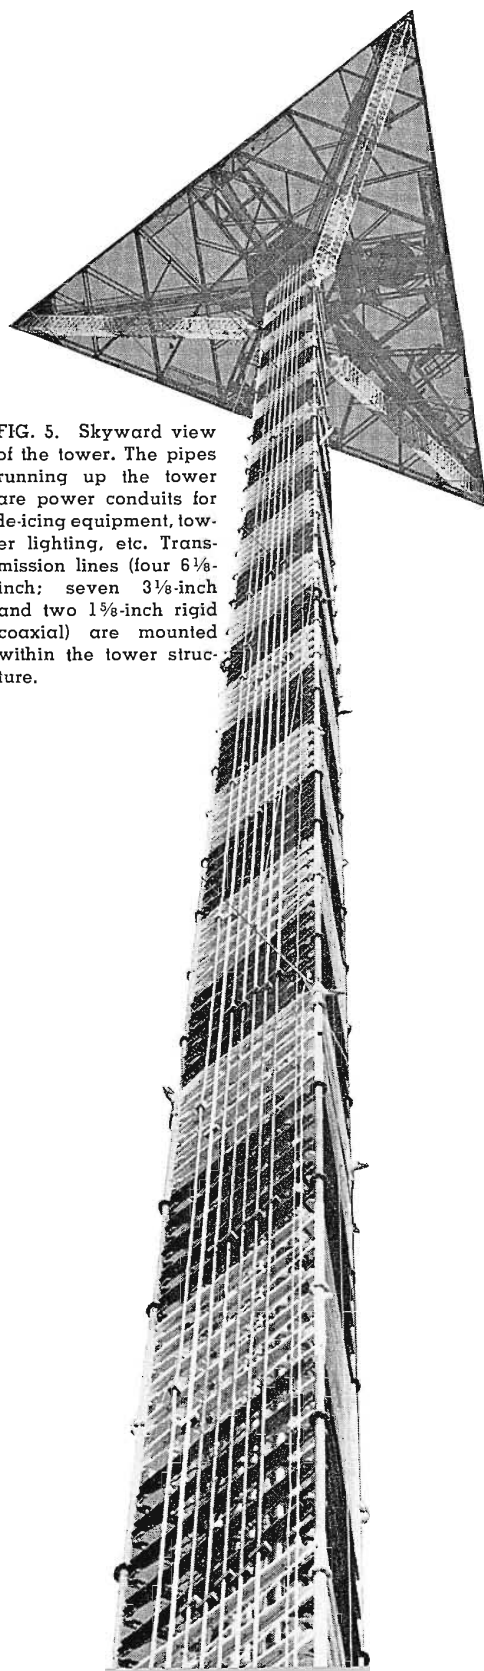 FIG. 5. Skyward view
of the tower. The pipes
running up the tower
are power conduits for
de-icing equipment, tow-
er lighting, etc. Trans-
mission lines (four 6⅛-
inch; seven 3⅛-inch
and two 1⅝-inch rigid
coaxial) are mounted
within the tower struc-
ture.